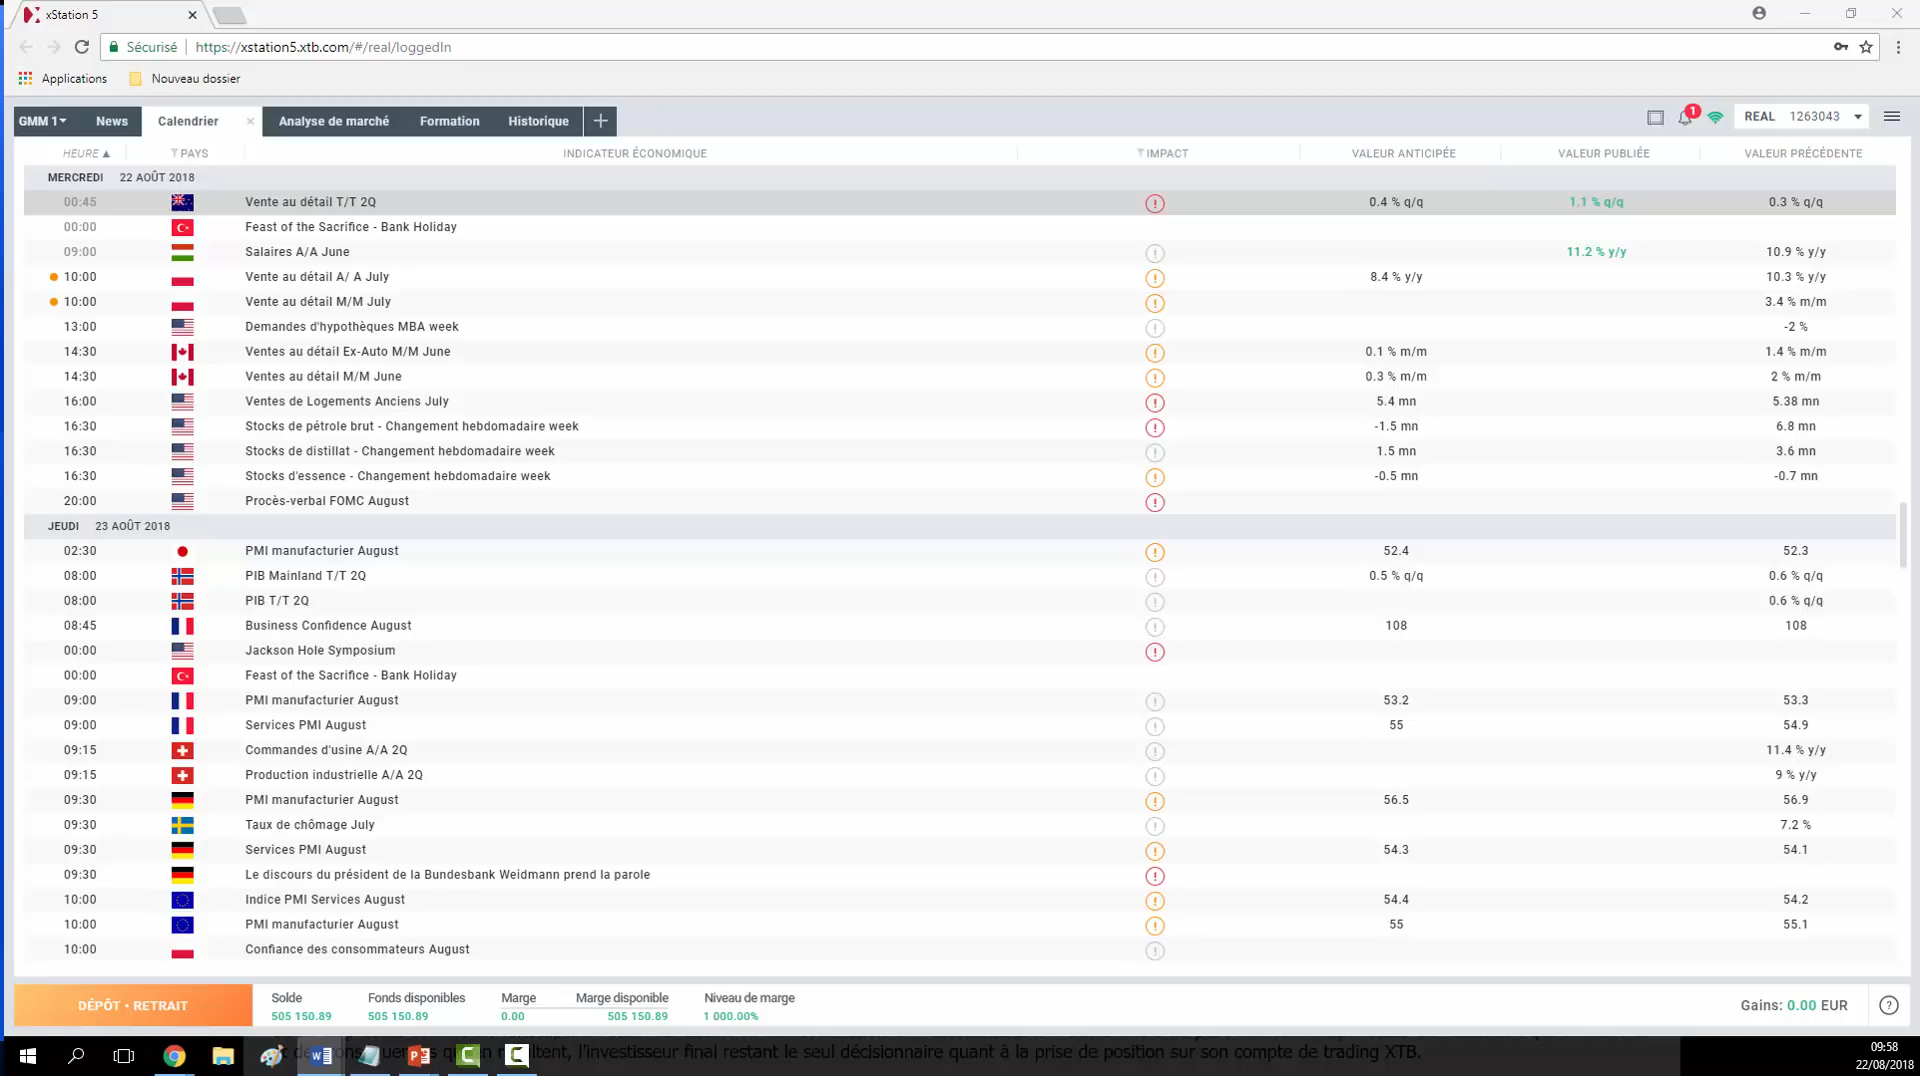 xStation 5
Sécurisé https://xstation5.xtb.com/#/real/loggedIn
Applications Nouveau dossier
GMM 1 News Calendrier Analyse de marché Formation Historique 1 REAL 1263043
HEURE PAYS INDICATEUR ÉCONOMIQUE IMPACT VALEUR ANTICIPÉE VALEUR PUBLIÉE VALEUR PRÉCÉDENTE
MERCREDI 22 AOÛT 2018
00:45 Vente au détail T/T 2Q 0.4 % q/q 1.1 % q/q 0.3 % q/q
00:00 Feast of the Sacrifice - Bank Holiday
09:00 Salaires A/A June 11.2 % y/y 10.9 % y/y
10:00 Vente au détail A/ A July 8.4 % y/y 10.3 % y/y
10:00 Vente au détail M/M July 3.4 % m/m
13:00 Demandes d'hypothèques MBA week -2 %
14:30 Ventes au détail Ex-Auto M/M June 0.1 % m/m 1.4 % m/m
14:30 Ventes au détail M/M June 0.3 % m/m 2 % m/m
16:00 Ventes de Logements Anciens July 5.4 mn 5.38 mn
16:30 Stocks de pétrole brut - Changement hebdomadaire week -1.5 mn 6.8 mn
16:30 Stocks de distillat - Changement hebdomadaire week 1.5 mn 3.6 mn
16:30 Stocks d'essence - Changement hebdomadaire week -0.5 mn -0.7 mn
20:00 Procès-verbal FOMC August
JEUDI 23 AOÛT 2018
02:30 PMI manufacturier August 52.4 52.3
08:00 PIB Mainland T/T 2Q 0.5 % q/q 0.6 % q/q
08:00 PIB T/T 2Q 0.6 % q/q
08:45 Business Confidence August 108 108
00:00 Jackson Hole Symposium
00:00 Feast of the Sacrifice - Bank Holiday
09:00 PMI manufacturier August 53.2 53.3
09:00 Services PMI August 55 54.9
09:15 Commandes d'usine A/A 2Q 11.4 % y/y
09:15 Production industrielle A/A 2Q 9 % y/y
09:30 PMI manufacturier August 56.5 56.9
09:30 Taux de chômage July 7.2 %
09:30 Services PMI August 54.3 54.1
09:30 Le discours du président de la Bundesbank Weidmann prend la parole
10:00 Indice PMI Services August 54.4 54.2
10:00 PMI manufacturier August 55 55.1
10:00 Confiance des consommateurs August
DÉPÔT • RETRAIT Solde Fonds disponibles Marge Marge disponible Niveau de marge Gains: 0.00 EUR
505 150.89 505 150.89 0.00 505 150.89 1 000.00%
l'investisseur final restant le seul décisionnaire quant à la prise de position sur son compte de trading XTB.
09:58
22/08/2018